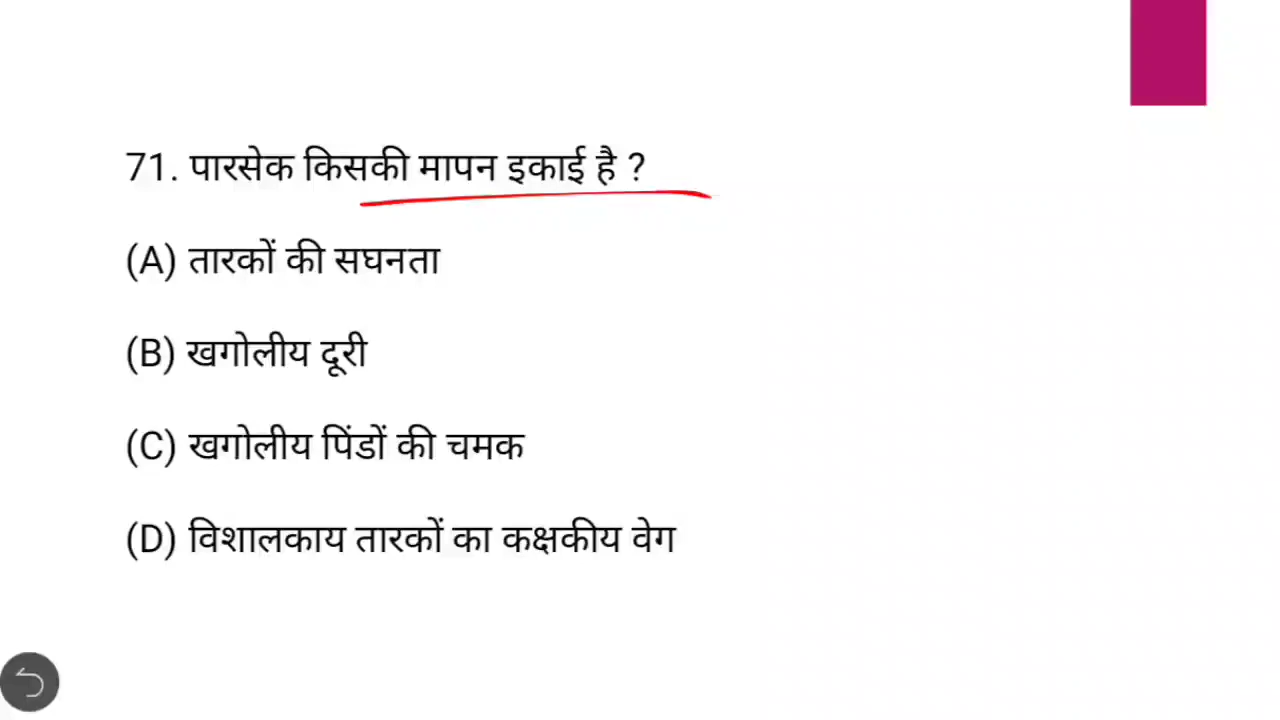 71. पारसेक किसकी मापन इकाई है ?
(A) तारकों की सघनता
(B) खगोलीय दूरी
(C) खगोलीय पिंडों की चमक
(D) विशालकाय तारकों का कक्षकीय वेग